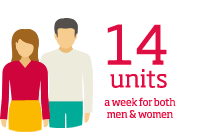 14
units
a week for both
men & women